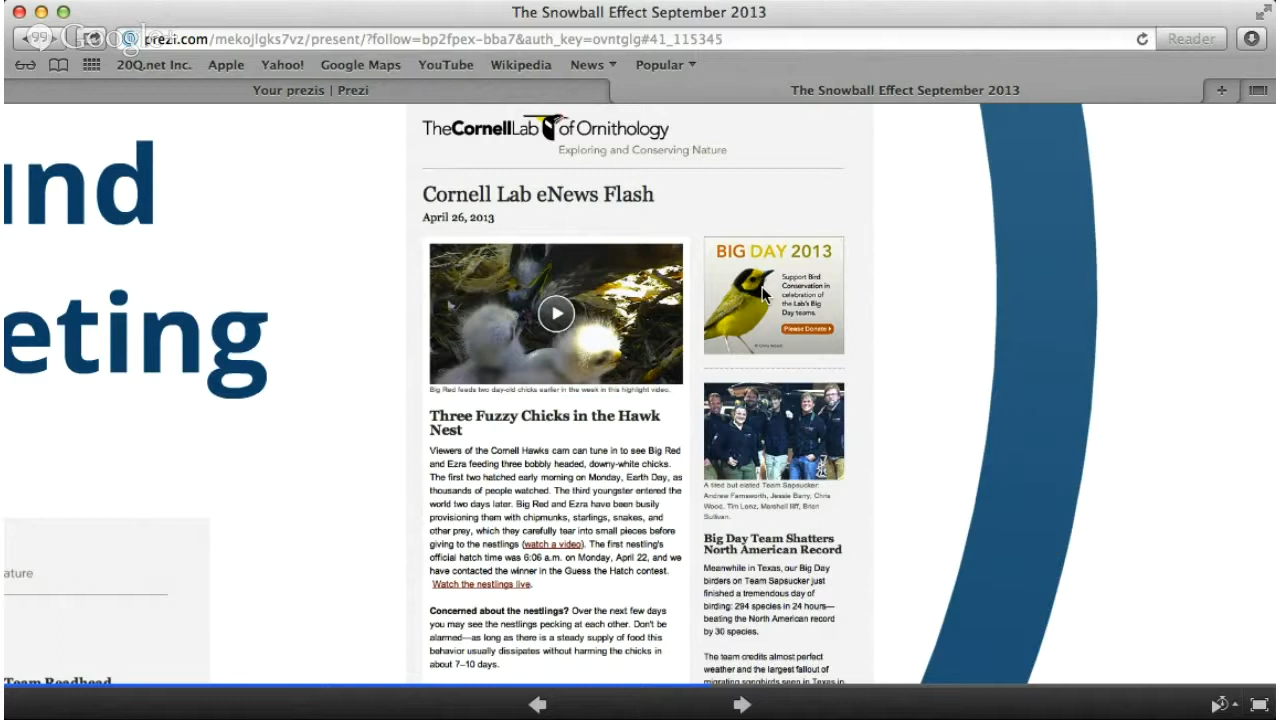 The Snowball Effect September 2013
99
Google
prezi.com/mekojlgks7vz/present/?follow=bp2fpex-bba7&auth_key=ovntglg#41_115345
Reader
20Q.net Inc.
Apple
Yahoo!
Google Maps
YouTube
Wikipedia
News
Popular
Your prezis | Prezi
The Snowball Effect September 2013
und
eting
ature
Team Readhead
TheCornellLab of Ornithology
Exploring and Conserving Nature
Cornell Lab eNews Flash
April 26, 2013
Big Red feeds two day-old chicks earlier in the week in this highlight video.
Three Fuzzy Chicks in the Hawk
Nest
Viewers of the Cornell Hawks cam can tune in to see Big Red
and Ezra feeding three bobbly headed, downy-white chicks.
The first two hatched early morning on Monday, Earth Day, as
thousands of people watched. The third youngster entered the
world two days later. Big Red and Ezra have been busily
provisioning them with chipmunks, starlings, snakes, and
other prey, which they carefully tear into small pieces before
giving to the nestlings (watch a video). The first nestling's
official hatch time was 6:06 a.m. on Monday, April 22, and we
have contacted the winner in the Guess the Hatch contest.
Watch the nestlings live.
Concerned about the nestlings? Over the next few days
you may see the nestlings pecking at each other. Don't be
alarmed—as long as there is a steady supply of food this
behavior usually dissipates without harming the chicks in
about 7–10 days.
BIG DAY 2013
Support Bird
Conservation in
celebration of
the Lab's Big
Day teams.
Please Donate
A tired but elated Team Sapsucker:
Andrew Farnsworth, Jessie Barry, Chris
Wood, Tim Lenz, Marshall Iliff, Brian
Sullivan.
Big Day Team Shatters
North American Record
Meanwhile in Texas, our Big Day
birders on Team Sapsucker just
finished a tremendous day of
birding: 294 species in 24 hours—
beating the North American record
by 30 species.
The team credits almost perfect
weather and the largest fallout of
migrating songbirds seen in Texas in